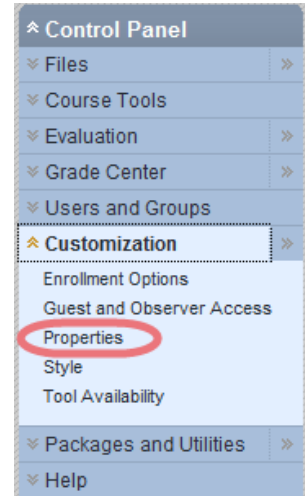 Control Panel
Files
Course Tools
Evaluation
Grade Center
Users and Groups
Customization
Enrollment Options
Guest and Observer Access
Properties
Style
Tool Availability
Packages and Utilities
Help